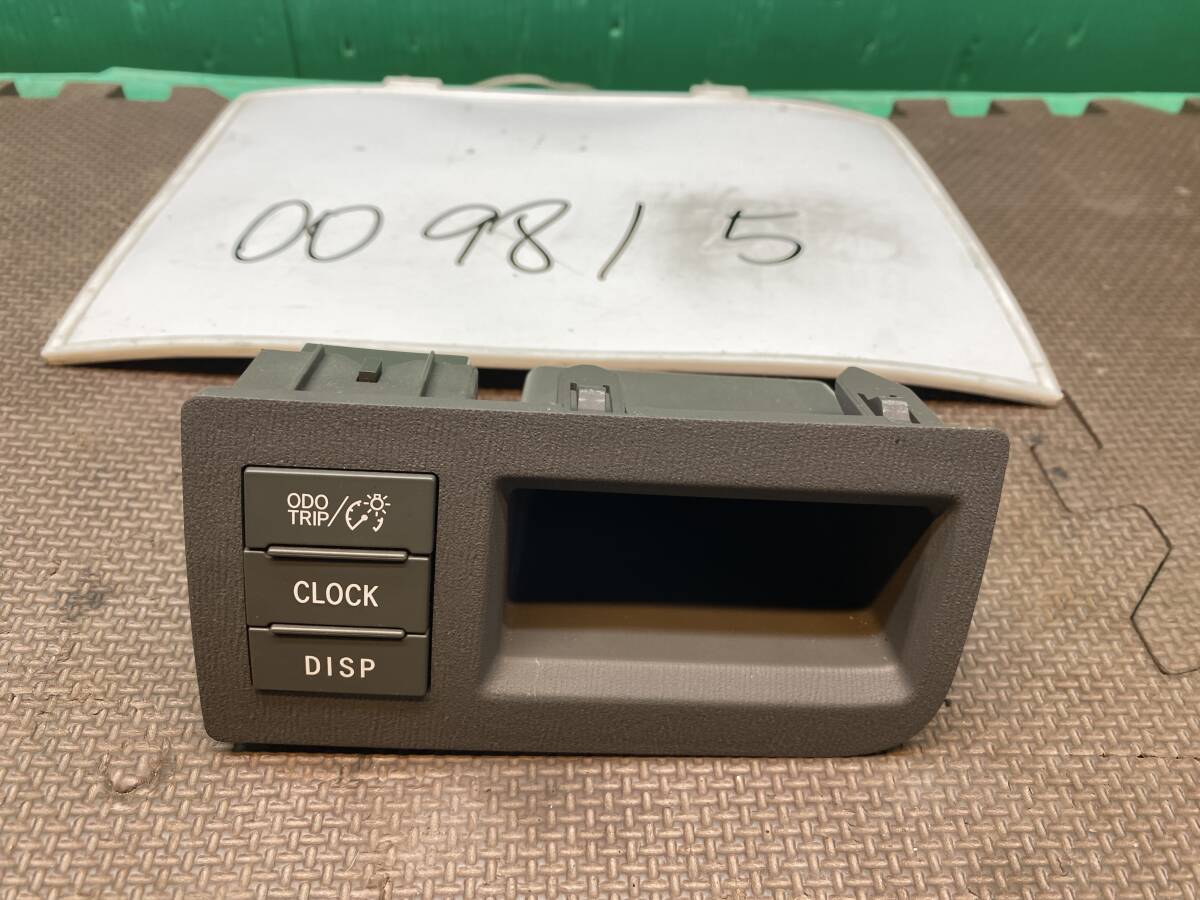 009815
ODO
TRIP/
CLOCK
DISP